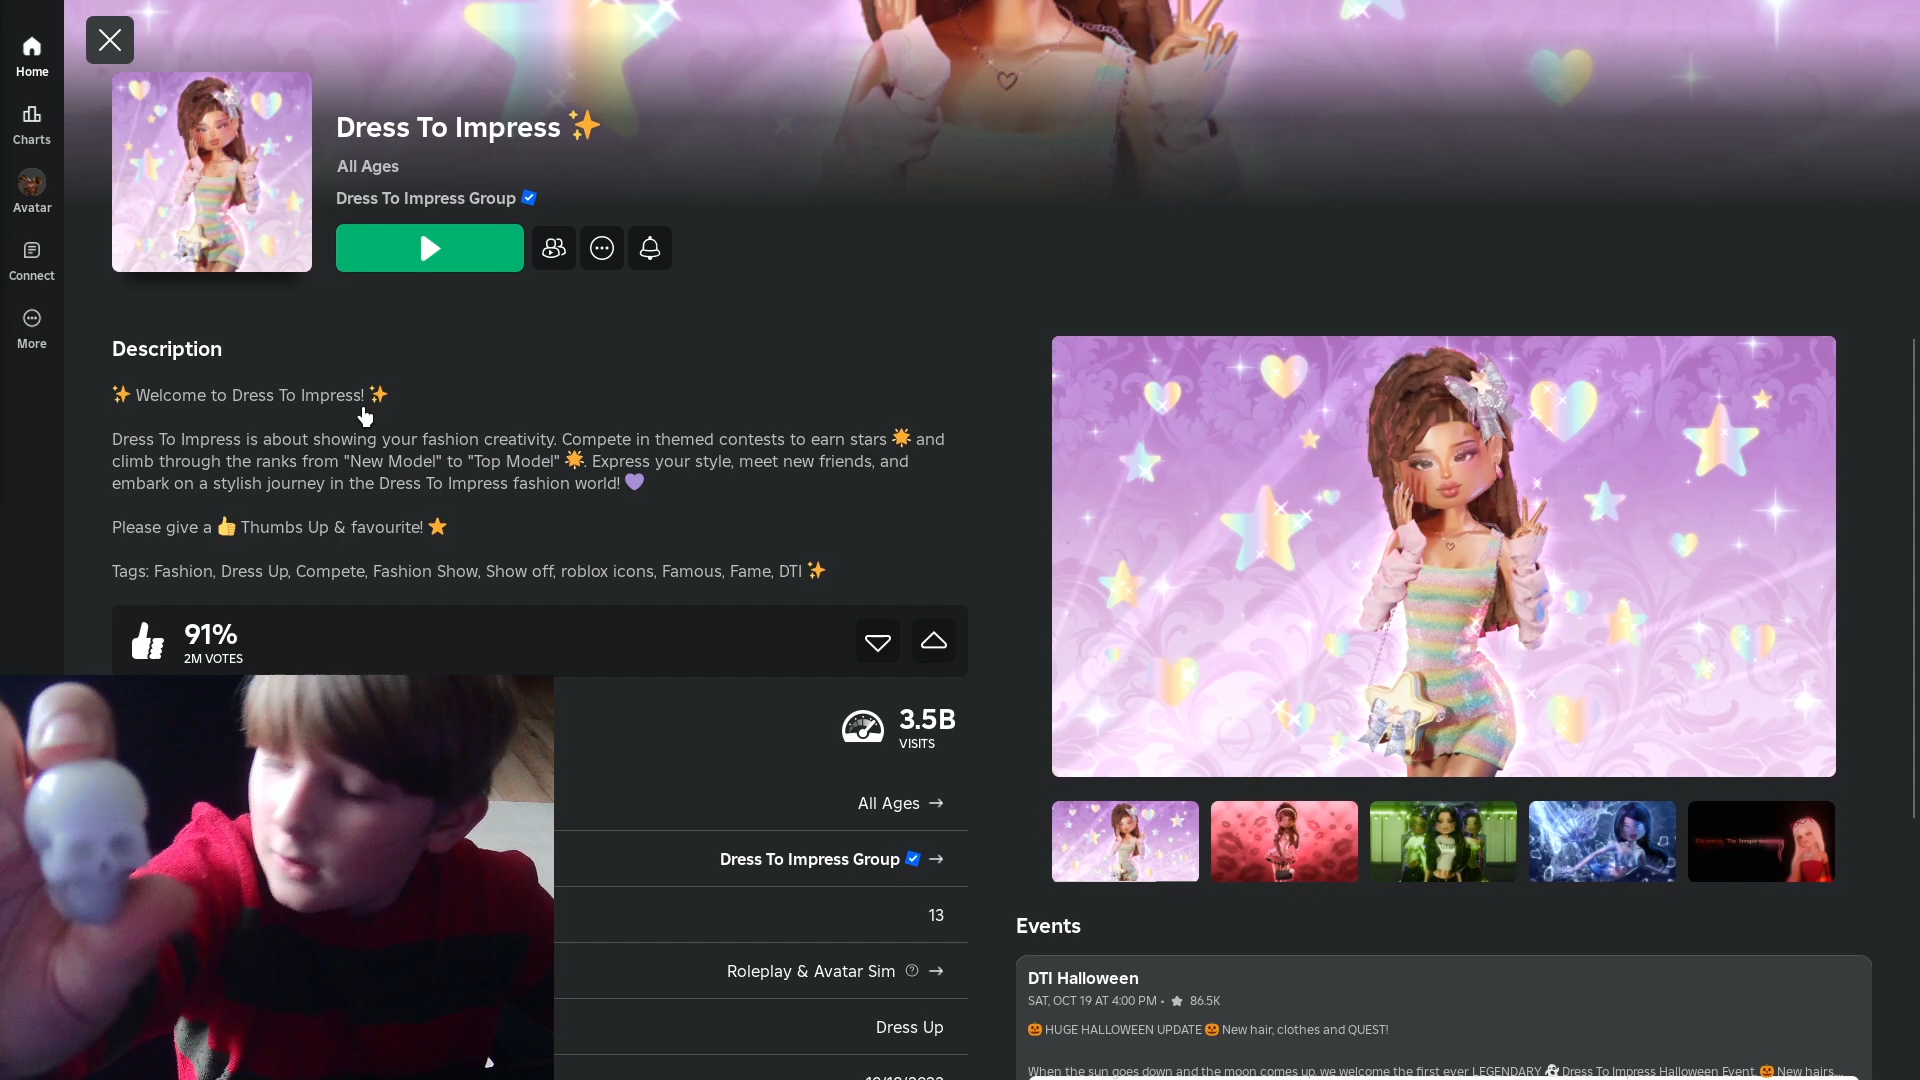 Home
Charts
Avatar
Connect
More
Dress To Impress ✨
All Ages
Dress To Impress Group
Description
✨ Welcome to Dress To Impress! ✨
Dress To Impress is about showing your fashion creativity. Compete in themed contests to earn stars 🌟 and
climb through the ranks from "New Model" to "Top Model" 🌟. Express your style, meet new friends, and
embark on a stylish journey in the Dress To Impress fashion world! 💜
Please give a 👍 Thumbs Up & favourite! ⭐
Tags: Fashion, Dress Up, Compete, Fashion Show, Show off, roblox icons, Famous, Fame, DTI ✨
91%
2M VOTES
3.5B
VISITS
All Ages →
Dress To Impress Group →
13
Roleplay & Avatar Sim →
Dress Up
Events
DTI Halloween
SAT, OCT 19 AT 4:00 PM • ★ 86.5K
🎃 HUGE HALLOWEEN UPDATE 🎃 New hair, clothes and QUEST!
When the sun goes down and the moon comes up, we welcome the first ever LEGENDARY 👻 Dress To Impress Halloween Event. 🎃 New hairs...